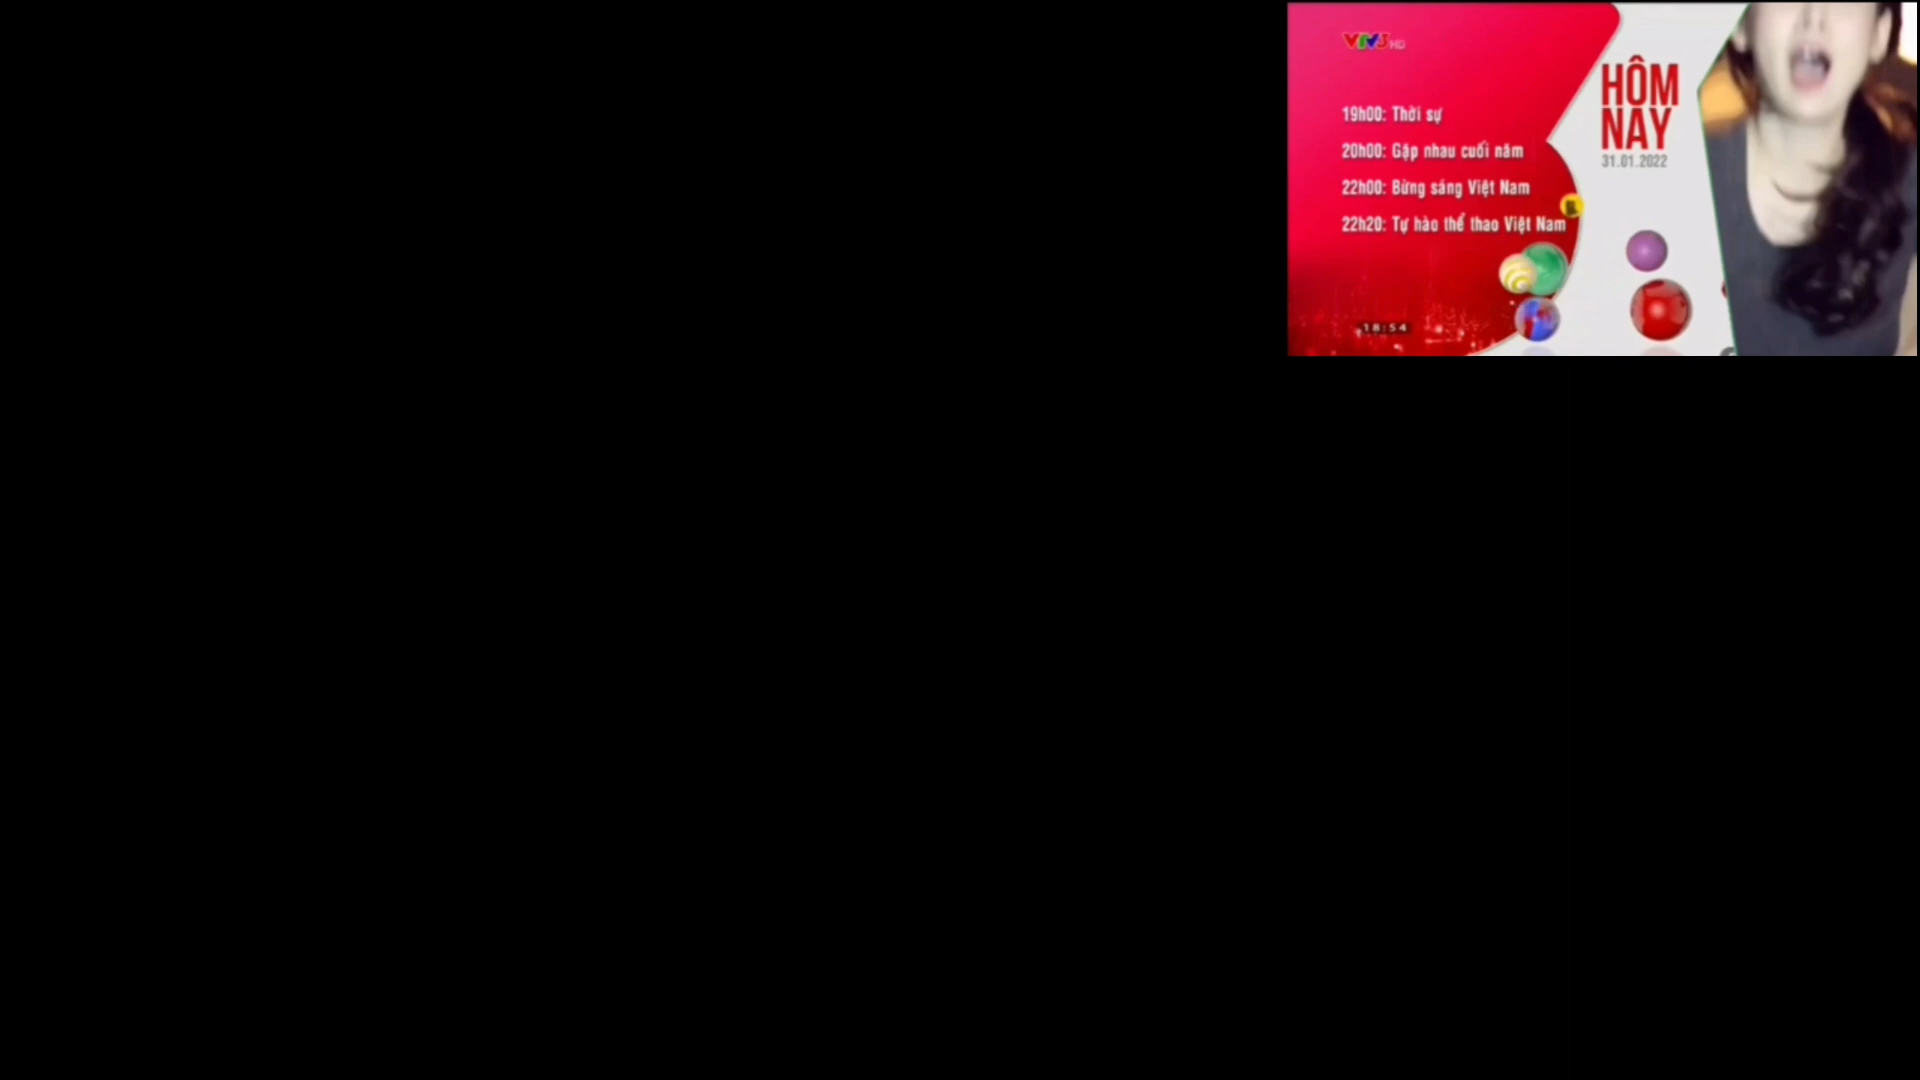 VTV3 HD
19h00: Thời sự
20h00: Gặp nhau cuối năm
22h00: Bừng sáng Việt Nam
22h20: Tự hào thể thao Việt Nam
HÔM
NAY
31.01.2022
18:54